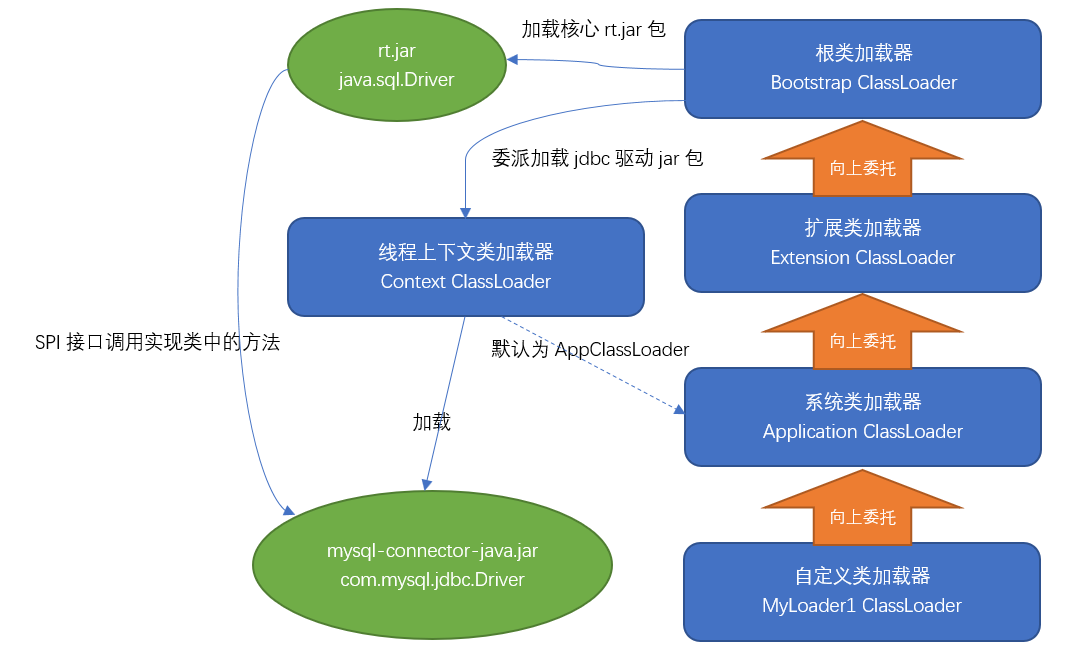 加载核心 rt.jar 包
rt.jar
java.sql.Driver
根类加载器
Bootstrap ClassLoader
委派加载 jdbc 驱动 jar 包
向上委托
线程上下文类加载器
Context ClassLoader
扩展类加载器
Extension ClassLoader
SPI 接口调用实现类中的方法
默认为 AppClassLoader
向上委托
加载
系统类加载器
Application ClassLoader
向上委托
mysql-connector-java.jar
com.mysql.jdbc.Driver
自定义类加载器
MyLoader1 ClassLoader